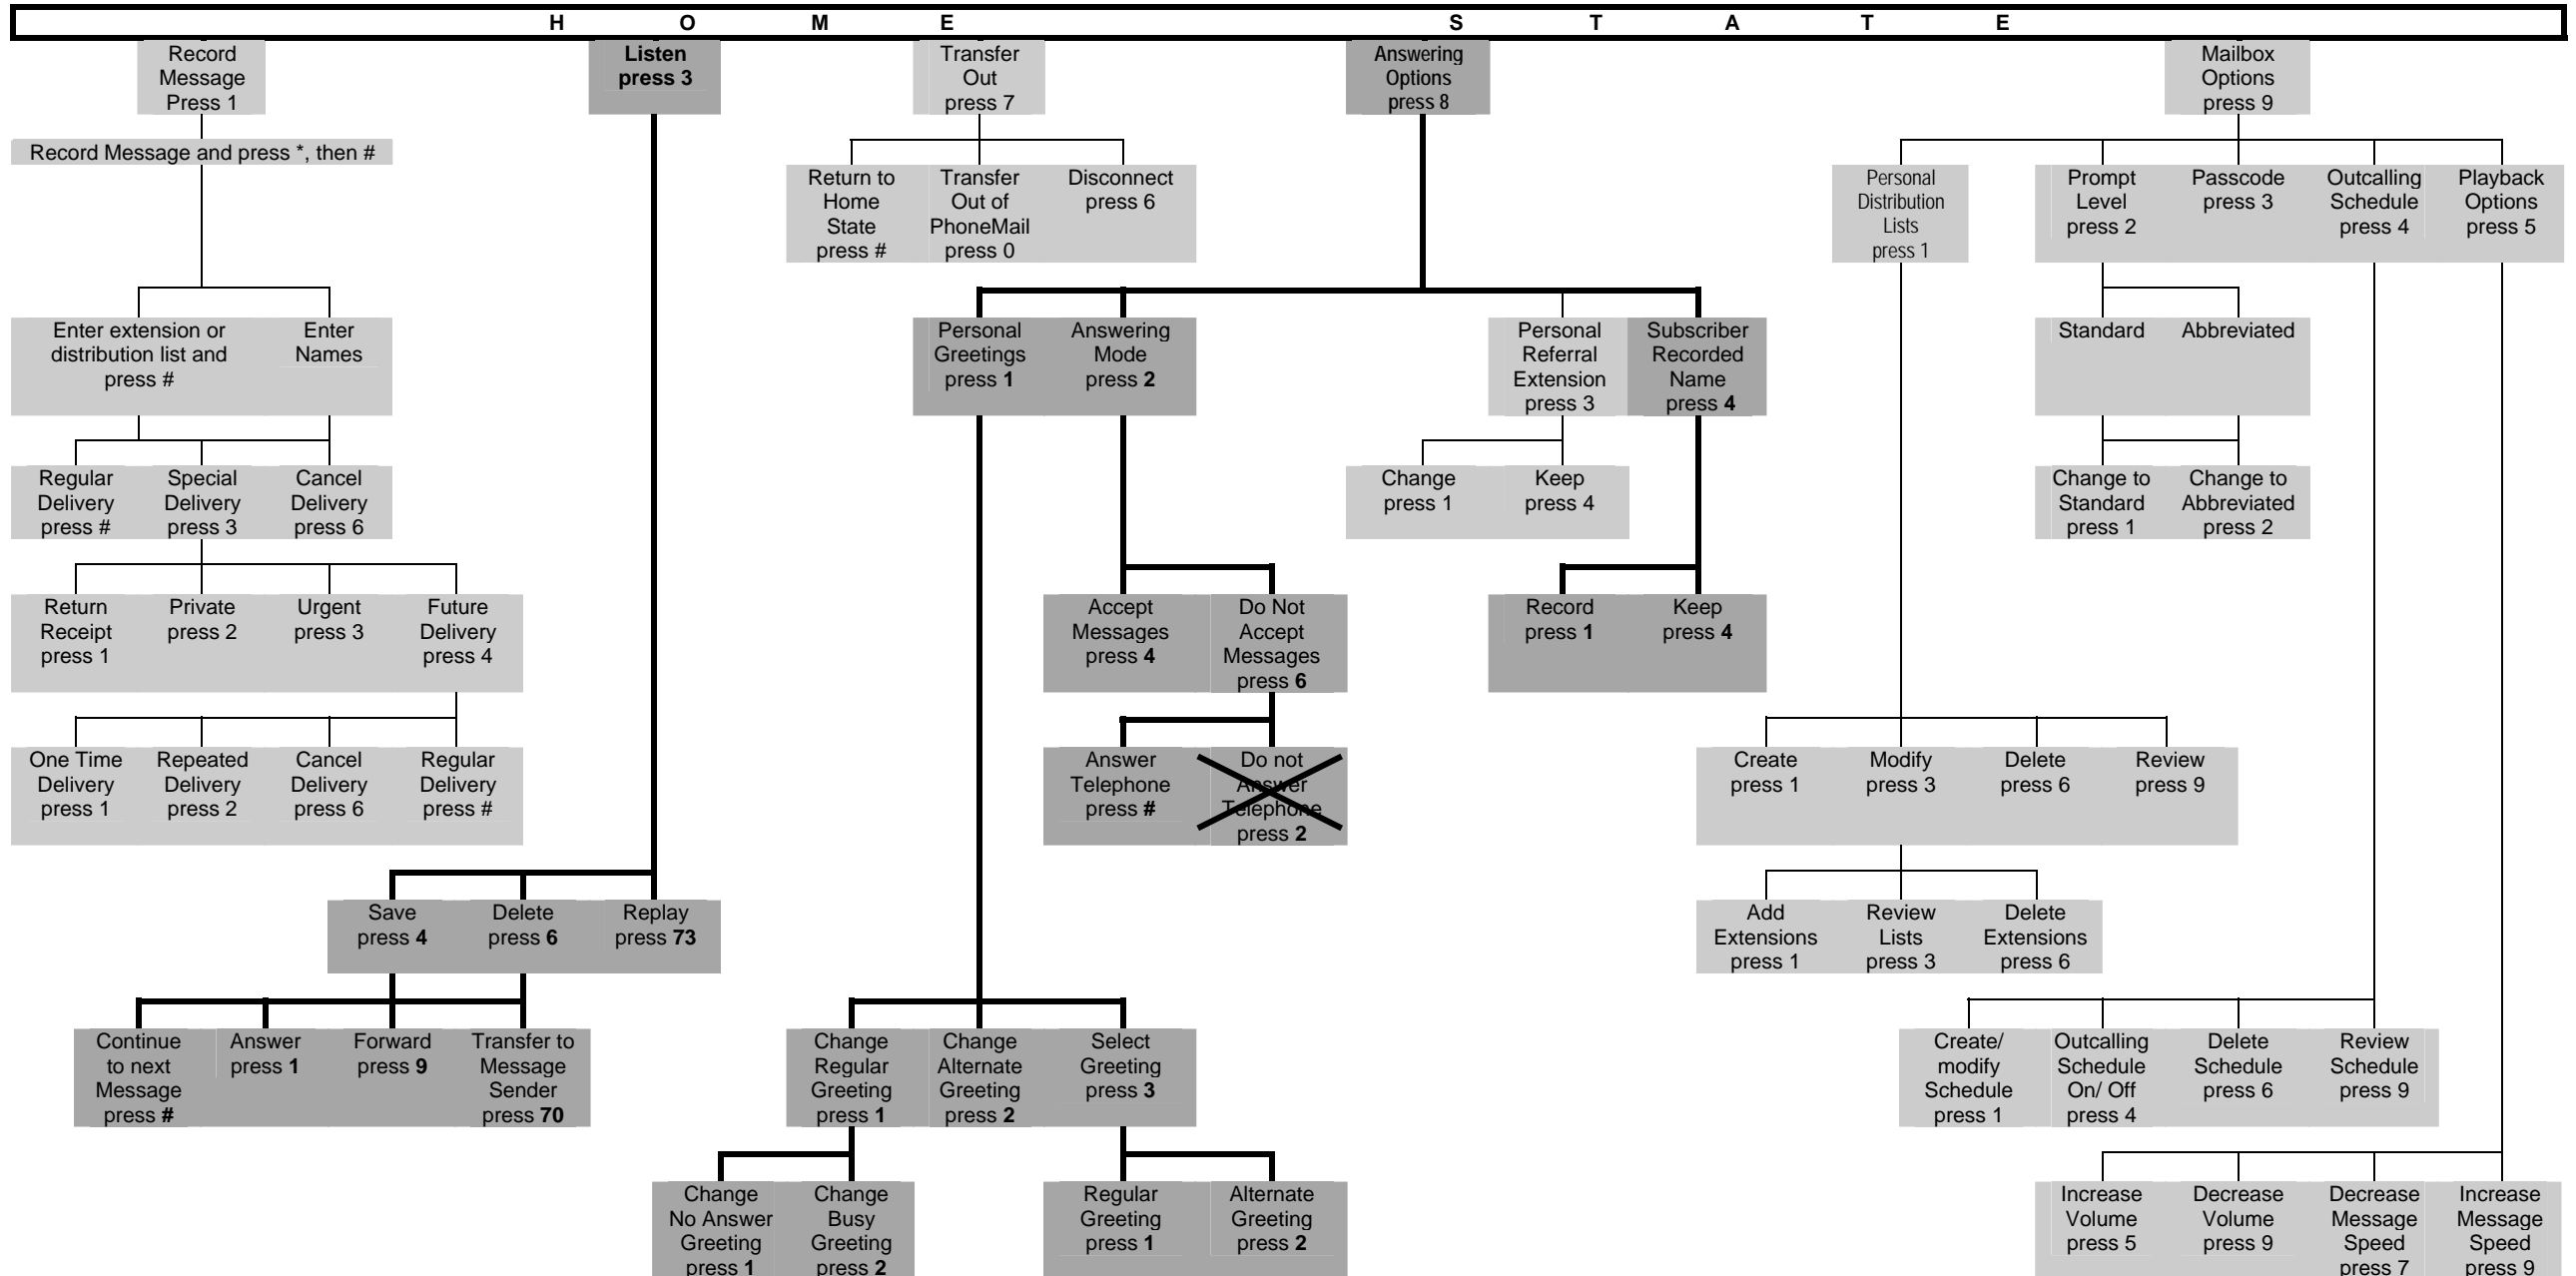 H O M E S T A T E
Record
Message
Press 1
Listen
press 3
Transfer
Out
press 7
Answering
Options
press 8
Mailbox
Options
press 9
Record Message and press *, then #
Return to
Home
State
press #
Transfer
Out of
PhoneMail
press 0
Disconnect
press 6
Personal
Distribution
Lists
press 1
Prompt
Level
press 2
Passcode
press 3
Outcalling
Schedule
press 4
Playback
Options
press 5
Enter extension or
distribution list and
press #
Enter
Names
Personal
Greetings
press 1
Answering
Mode
press 2
Personal
Referral
Extension
press 3
Subscriber
Recorded
Name
press 4
Standard
Abbreviated
Regular
Delivery
press #
Special
Delivery
press 3
Cancel
Delivery
press 6
Change
press 1
Keep
press 4
Change to
Standard
press 1
Change to
Abbreviated
press 2
Return
Receipt
press 1
Private
press 2
Urgent
press 3
Future
Delivery
press 4
Accept
Messages
press 4
Do Not
Accept
Messages
press 6
Record
press 1
Keep
press 4
One Time
Delivery
press 1
Repeated
Delivery
press 2
Cancel
Delivery
press 6
Regular
Delivery
press #
Answer
Telephone
press #
Do not
Answer
Telephone
press 2
Create
press 1
Modify
press 3
Delete
press 6
Review
press 9
Save
press 4
Delete
press 6
Replay
press 73
Add
Extensions
press 1
Review
Lists
press 3
Delete
Extensions
press 6
Continue
to next
Message
press #
Answer
press 1
Forward
press 9
Transfer to
Message
Sender
press 70
Change
Regular
Greeting
press 1
Change
Alternate
Greeting
press 2
Select
Greeting
press 3
Create/
modify
Schedule
press 1
Outcalling
Schedule
On/ Off
press 4
Delete
Schedule
press 6
Review
Schedule
press 9
Change
No Answer
Greeting
press 1
Change
Busy
Greeting
press 2
Regular
Greeting
press 1
Alternate
Greeting
press 2
Increase
Volume
press 5
Decrease
Volume
press 9
Decrease
Message
Speed
press 7
Increase
Message
Speed
press 9